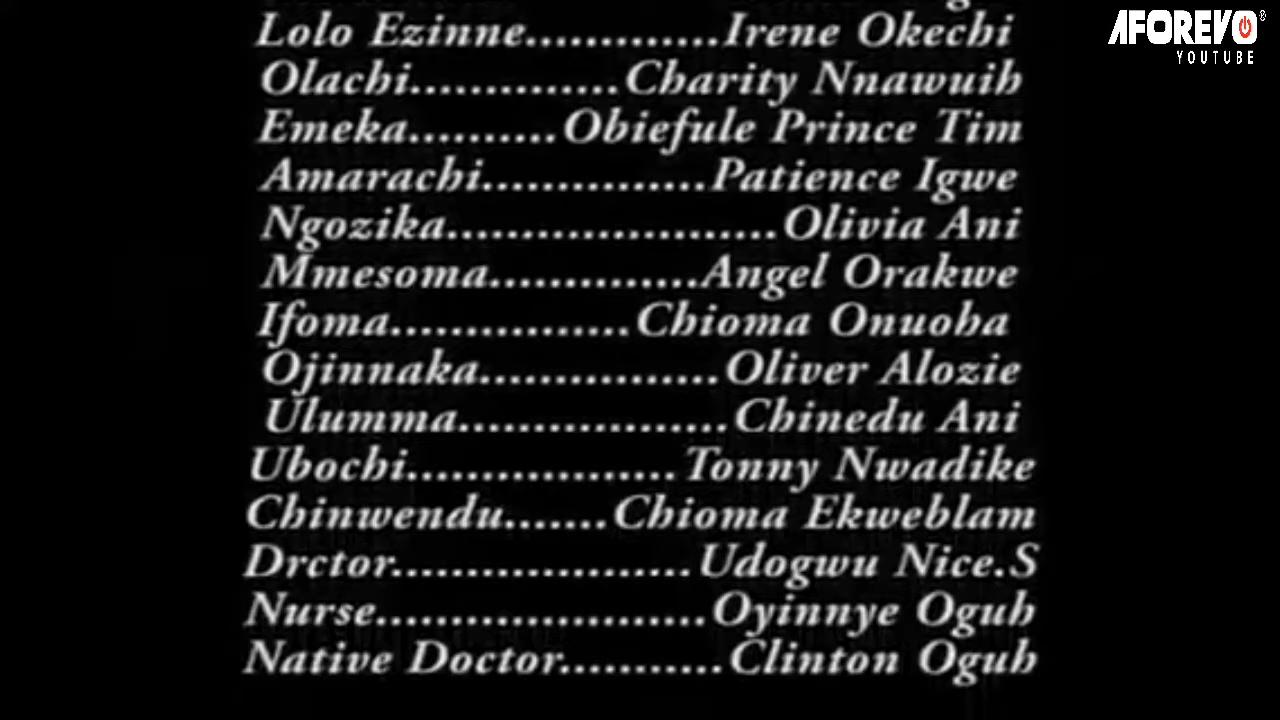 AFOREVO®
YOUTUBE
Lolo Ezinne.............Irene Okechi
Olachi..............Charity Nnawuih
Emeka..........Obiefule Prince Tim
Amarachi...............Patience Igwe
Ngozika......................Olivia Ani
Mmesoma..............Angel Orakwe
Ifoma................Chioma Onuoha
Ojinnaka................Oliver Alozie
Ulumma..................Chinedu Ani
Ubochi..................Tonny Nwadike
Chinwendu.......Chioma Ekweblam
Drctor....................Udogwu Nice.S
Nurse......................Oyinnye Oguh
Native Doctor...........Clinton Oguh